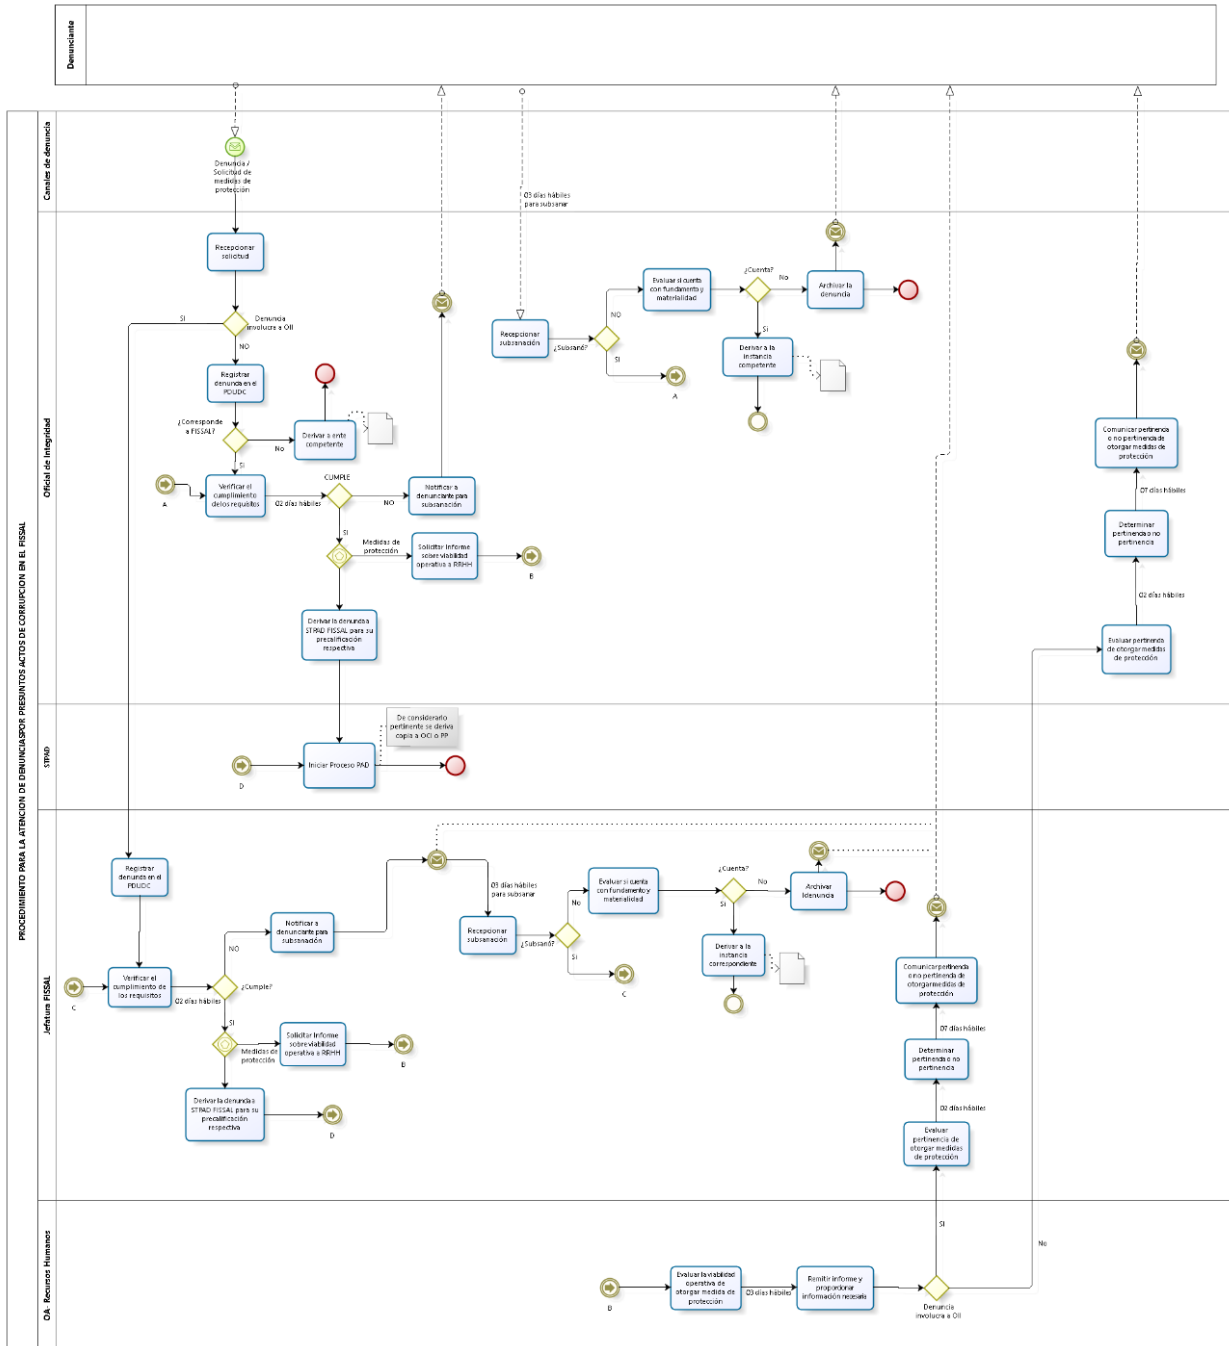 Denunciante
PROCEDIMIENTO PARA LA ATENCION DE DENUNCIASPOR PRESUNTOS ACTOS DE CORRUPCION EN EL FISSAL
Canales de denuncia
Denuncia /
Solicitud de
medidas de
protección
03 días hábiles
para subsanar
Oficial de Integridad
Recepcionar
solicitud
Denuncia
involucra a OII
SI
NO
Registrar
denuncia en el
PDUDC
¿Corresponde
a FISSAL?
No
Derivar a ente
competente
SI
A
Verificar el
cumplimiento
de los requisitos
02 días hábiles
CUMPLE
NO
Notificar a
denunciante para
subsanación
SI
Medidas de
protección
Solicitar Informe
sobre viabilidad
operativa a RRHH
B
Derivar la denuncia a
STPAD FISSAL para su
precalificación
respectiva
Recepcionar
subsanación
¿Subsanó?
NO
SI
A
Evaluar si cuenta
con fundamento y
materialidad
¿Cuenta?
No
Archivar la
denuncia
Si
Derivar a la
instancia
competente
Comunicar pertinencia
o no pertinencia de
otorgar medidas de
protección
07 días hábiles
Determinar
pertinencia o no
pertinencia
02 días hábiles
Evaluar pertinencia
de otorgar medidas
de protección
STPAD
De considerarlo
pertinente se deriva
copia a OCI o PP
D
Iniciar Proceso PAD
Jefatura FISSAL
Registrar
denuncia en el
PDUDC
C
Verificar el
cumplimiento de
los requisitos
02 días hábiles
¿Cumple?
NO
Notificar a
denunciante para
subsanación
SI
Medidas de
protección
Solicitar Informe
sobre viabilidad
operativa a RRHH
B
Derivar la denuncia a
STPAD FISSAL para su
precalificación
respectiva
D
03 días hábiles
para subsanar
Recepcionar
subsanación
¿Subsanó?
No
Si
C
Evaluar si cuenta
con fundamento y
materialidad
¿Cuenta?
No
Archivar
ldenuncia
Si
Derivar a la
instancia
correspondiente
Comunicar pertinencia
o no pertinencia de
otorgar medidas de
protección
07 días hábiles
Determinar
pertinencia o no
pertinencia
02 días hábiles
Evaluar
pertinencia de
otorgar medidas
de protección
OA- Recursos Humanos
B
Evaluar la viabilidad
operativa de
otorgar medida de
protección
03 días hábiles
Remitir informe y
proporcionar
información necesaria
Denuncia
involucra a OII
SI
No